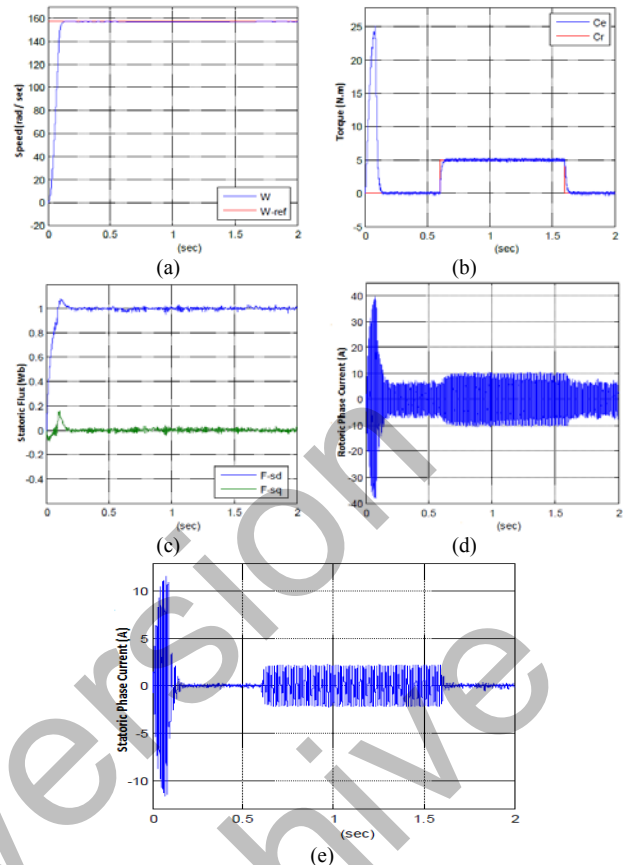 160
140
120
100
80
60
40
20
0
-20
Speed(rad / sex)
0 0.5 1 1.5 2
(sec)
W
W-ref
(a)
25
20
15
10
5
0
-5
Torque (N.m)
0 0.5 1 1.5 2
(sec)
Ce
Cr
(b)
1
0.8
0.6
0.4
0.2
0
-0.2
-0.4
Statoric Flux (Wb)
0 0.5 1 1.5 2
(sec)
F-sd
F-sq
(c)
40
30
20
10
0
-10
-20
-30
-40
Rotoric Phase Current (A)
0 0.5 1 1.5 2
(sec)
(d)
10
5
0
-5
-10
Statoric Phase Current (A)
0 0.5 1 1.5 2
(sec)
(e)
version
hive